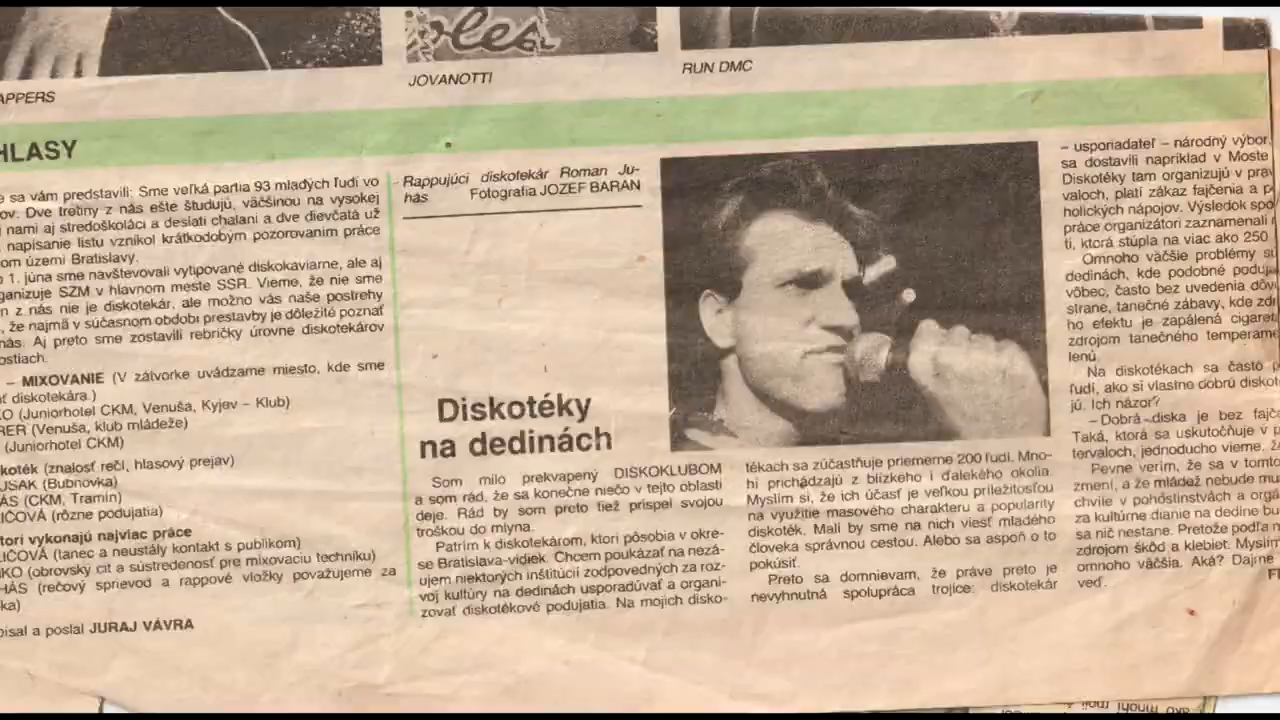 APPERS
JOVANOTTI
RUN DMC
HLASY
e sa vám predstavili: Sme veľká partia 93 mladých ľudí vo
ov. Dve tretiny z nás ešte študujú, väčšinou na vysokej
nami aj stredoškoláci a desiati chalani a dve dievčatá už
napísanie listu vznikol krátkodobým pozorovaním práce
om území Bratislavy.
1. júna sme navštevovali vytipované diskokaviarne, ale aj
ganizuje SZM v hlavnom meste SSR. Vieme, že nie sme
n z nás nie je diskotekár, ale možno vás naše postrehy
, že najmä v súčasnom období prestavby je dôležité poznať
nás. Aj preto sme zostavili rebríčky úrovne diskotekárov
ostiach.
– MIXOVANIE (V zátvorke uvádzame miesto, kde sme
ť diskotekára.)
KO (Juniorhotel CKM, Venuša, Kyjev – Klub)
RER (Venuša, klub mládeže)
(Juniorhotel CKM)
koték (znalosť rečí, hlasový prejav)
USAK (Bubnovka)
ÁS (CKM, Tramín)
IČOVÁ (rôzne podujatia)
tori vykonajú najviac práce
LIČOVÁ (tanec a neustály kontakt s publikom)
KO (obrovský cit a sústredenosť pre mixovaciu techniku)
HÁS (rečový sprievod a rappové vložky považujeme za
ka)
písal a poslal JURAJ VÁVRA
Rappujúci diskotekár Roman Ju-
hás Fotografia JOZEF BARAN
Diskotéky
na dedinách
Som milo prekvapený DISKOKLUBOM
a som rád, že sa konečne niečo v tejto oblasti
deje. Rád by som preto tiež prispel svojou
troškou do mlyna.
Patrím k diskotekárom, ktorí pôsobia v okre-
se Bratislava-vidiek. Chcem poukázať na nezá-
ujem niektorých inštitúcií zodpovedných za roz-
voj kultúry na dedinách usporadúvať a organi-
zovať diskotékové podujatia. Na mojich disko-
tékach sa zúčastňuje priemerne 200 ľudí. Mno-
hí prichádzajú z blízkeho i ďalekého okolia.
Myslím si, že ich účasť je veľkou príležitosťou
na využitie masového charakteru a popularity
diskoték. Mali by sme na nich viesť mladého
človeka správnou cestou. Alebo sa aspoň o to
pokúsiť.
Preto sa domnievam, že práve preto je
nevyhnutná spolupráca trojice: diskotekár
– usporiadateľ – národný výbor.
sa dostavili napríklad v Moste
Diskotéky tam organizujú v prav
valoch, platí zákaz fajčenia a p
holických nápojov. Výsledok spo
práce organizátori zaznamenali
ti, ktorá stúpla na viac ako 250
Omnoho väčšie problémy sú
dedinách, kde podobné poduj
vôbec, často bez uvedenia dôv
strane, tanečné zábavy, kde zdr
ho efektu je zapálená cigaret
zdrojom tanečného temperame
lenú.
Na diskotékach sa často p
ľudí, ako si vlastne dobrú diskot
jú. Ich názor?
– Dobrá diska je bez fajč
Taká, ktorá sa uskutočňuje v p
tervaloch, jednoducho vieme, ž
Pevne verím, že sa v tomto
zmení, a že mládež nebude mu
chvíle v pohostinstvách a orgá
za kultúrne dianie na dedine bu
sa nič nestane. Pretože podľa
zdrojom škôd a klebiet. Myslím
omnoho väčšia. Aká? Dajme
veď.